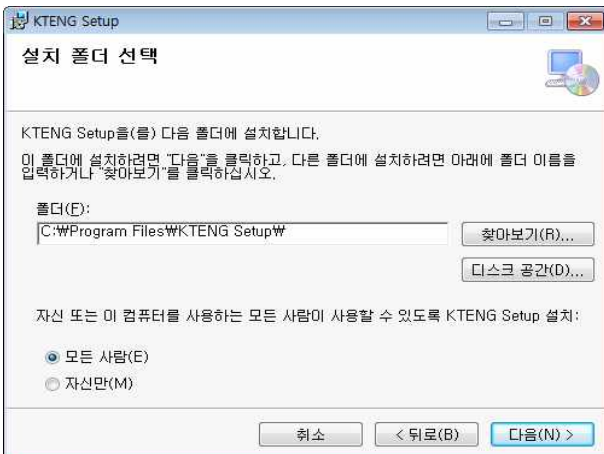 KTENG Setup
설치 폴더 선택
KTENG Setup을(를) 다음 폴더에 설치합니다.
이 폴더에 설치하려면 "다음"을 클릭하고, 다른 폴더에 설치하려면 아래에 폴더 이름을
입력하거나 "찾아보기"를 클릭하십시오.
폴더(F):
C:₩Program Files₩KTENG Setup₩
찾아보기(R)...
디스크 공간(D)...
자신 또는 이 컴퓨터를 사용하는 모든 사람이 사용할 수 있도록 KTENG Setup 설치:
모든 사람(E)
자신만(M)
취소
< 뒤로(B)
다음(N) >